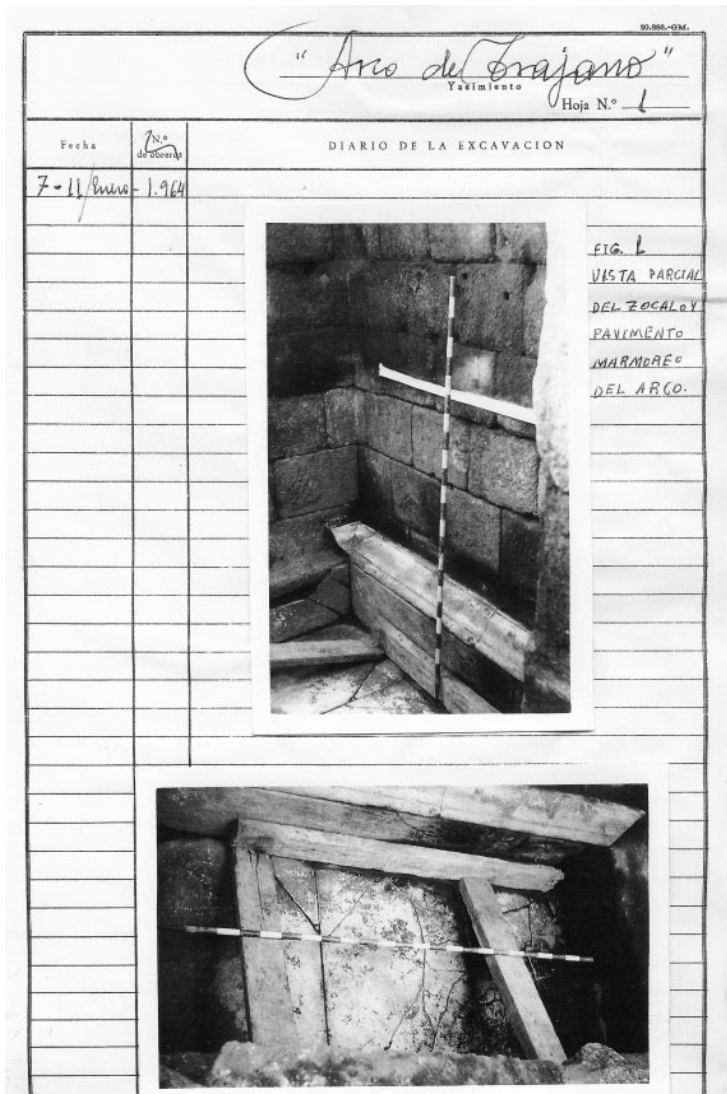 20.886.-GM.
"Arco de Trajano"
Yacimiento
Hoja N.º 1
Fecha
N.º
de obreros
DIARIO DE LA EXCAVACION
7-11/Enero-1.964
FIG. 1
VISTA PARCIAL
DEL ZOCALO Y
PAVIMENTO
MARMOREO
DEL ARCO.